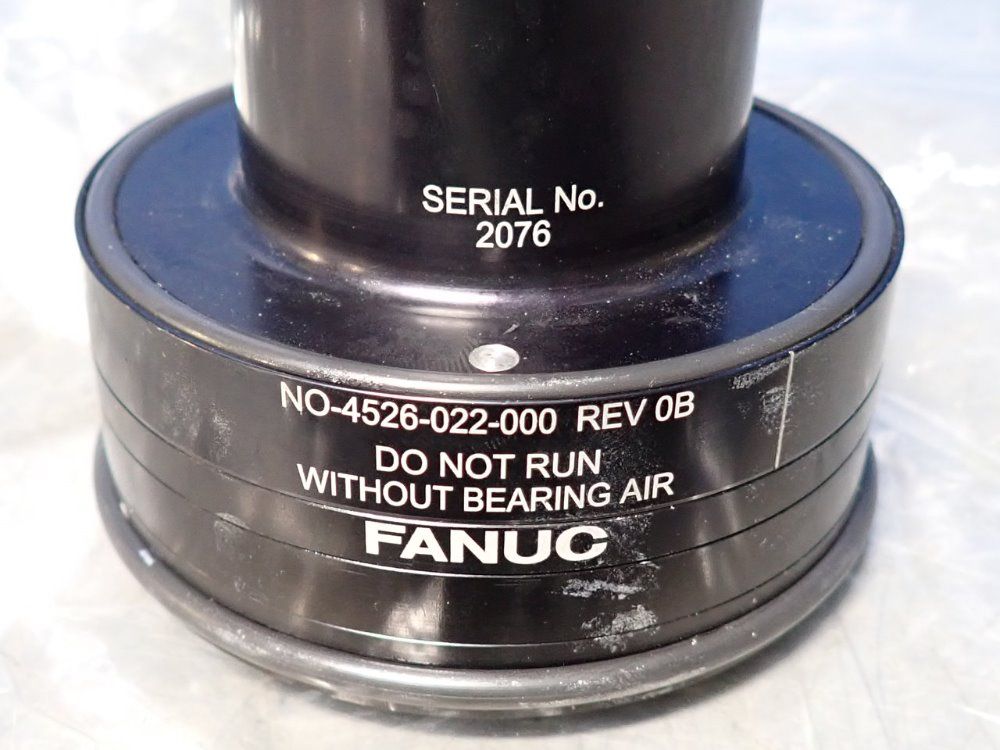 SERIAL No.
2076
NO-4526-022-000 REV 0B
DO NOT RUN
WITHOUT BEARING AIR
FANUC